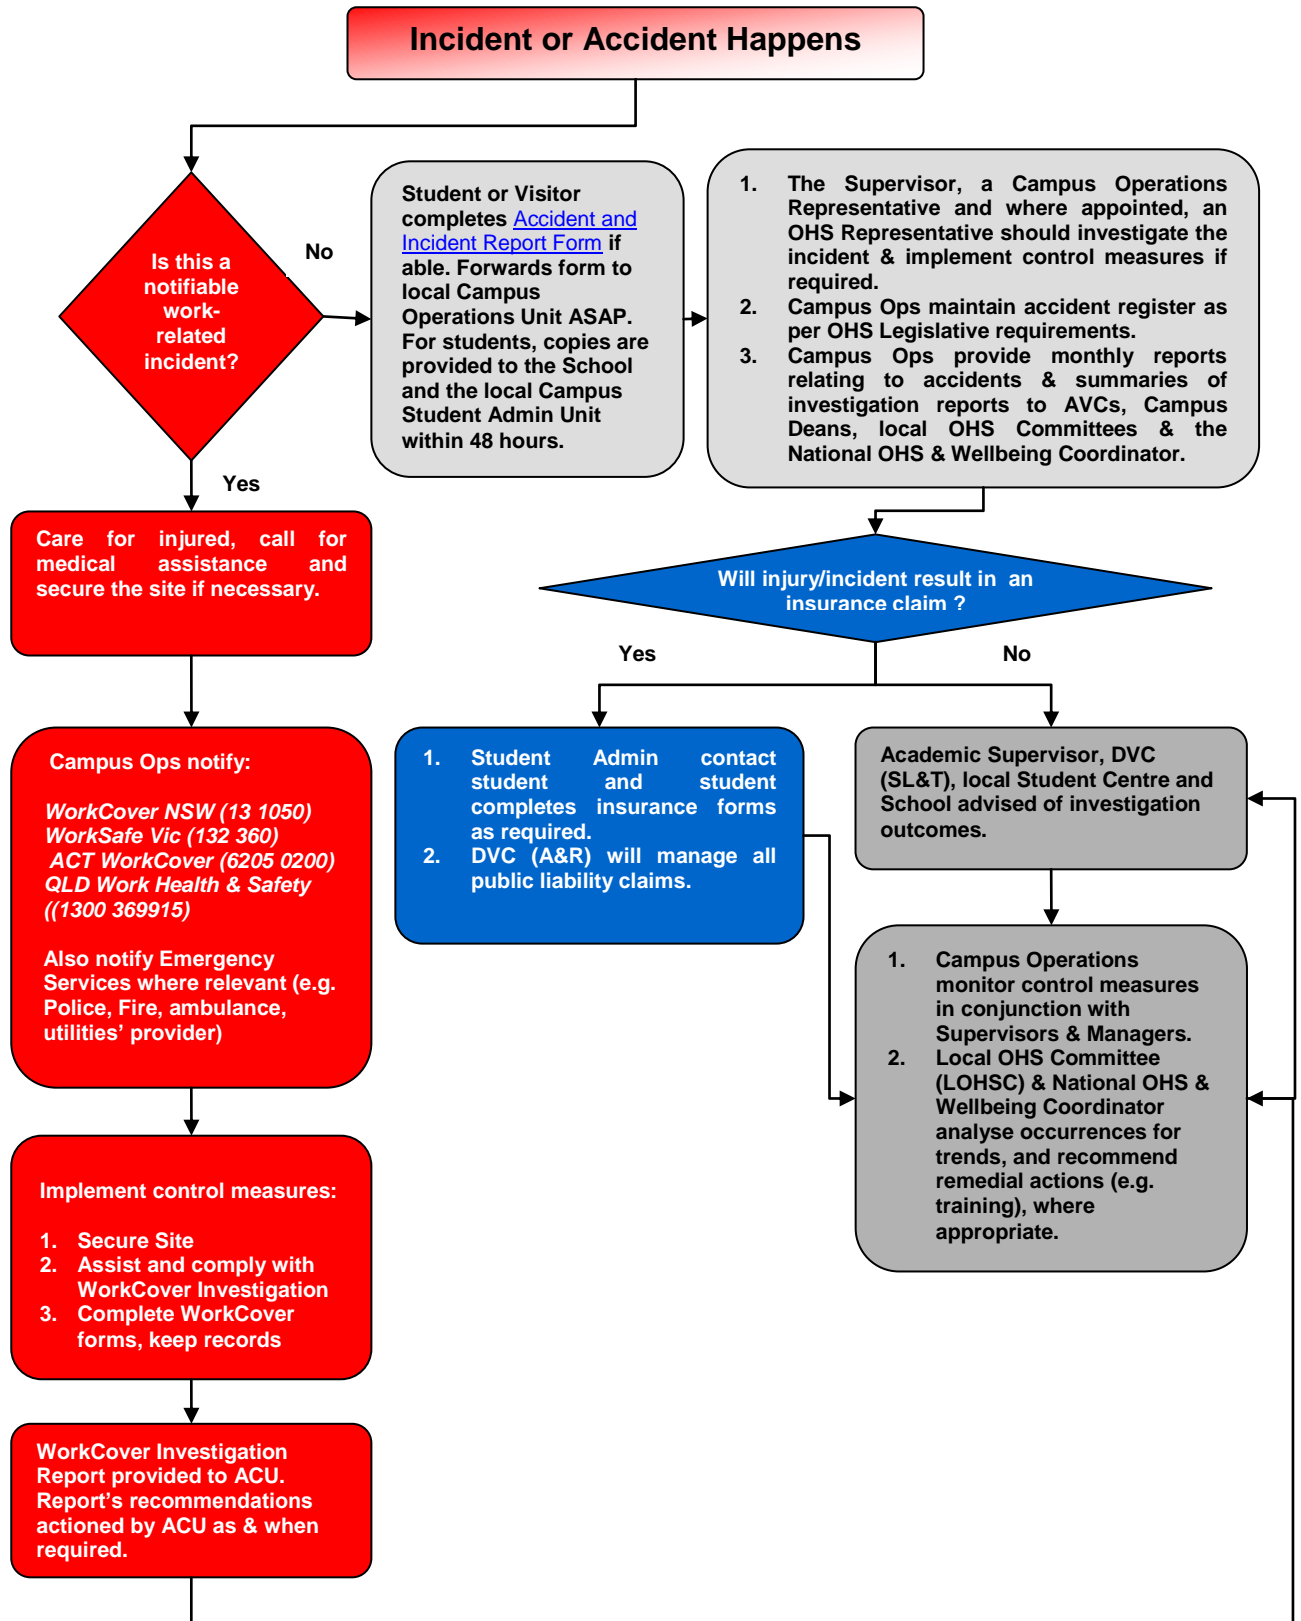 Incident or Accident Happens
Is this a
notifiable
work-
related
incident?
No
Yes
Student or Visitor
completes Accident and
Incident Report Form if
able. Forwards form to
local Campus
Operations Unit ASAP.
For students, copies are
provided to the School
and the local Campus
Student Admin Unit
within 48 hours.
1. The Supervisor, a Campus Operations
Representative and where appointed, an
OHS Representative should investigate the
incident & implement control measures if
required.
2. Campus Ops maintain accident register as
per OHS Legislative requirements.
3. Campus Ops provide monthly reports
relating to accidents & summaries of
investigation reports to AVCs, Campus
Deans, local OHS Committees & the
National OHS & Wellbeing Coordinator.
Care for injured, call for
medical assistance and
secure the site if necessary.
Will injury/incident result in an
insurance claim ?
Yes
No
Campus Ops notify:
WorkCover NSW (13 1050)
WorkSafe Vic (132 360)
ACT WorkCover (6205 0200)
QLD Work Health & Safety
((1300 369915)
Also notify Emergency
Services where relevant (e.g.
Police, Fire, ambulance,
utilities’ provider)
1. Student Admin contact
student and student
completes insurance forms
as required.
2. DVC (A&R) will manage all
public liability claims.
Academic Supervisor, DVC
(SL&T), local Student Centre and
School advised of investigation
outcomes.
1. Campus Operations
monitor control measures
in conjunction with
Supervisors & Managers.
2. Local OHS Committee
(LOHSC) & National OHS &
Wellbeing Coordinator
analyse occurrences for
trends, and recommend
remedial actions (e.g.
training), where
appropriate.
Implement control measures:
1. Secure Site
2. Assist and comply with
WorkCover Investigation
3. Complete WorkCover
forms, keep records
WorkCover Investigation
Report provided to ACU.
Report’s recommendations
actioned by ACU as & when
required.